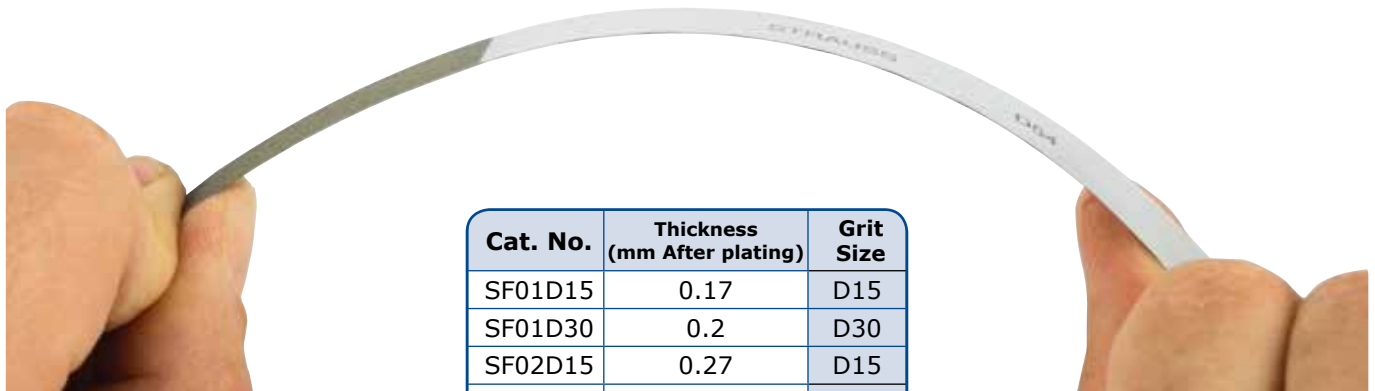 STRAUSS
D64
Cat. No. Thickness (mm After plating) Grit Size
SF01D15 0.17 D15
SF01D30 0.2 D30
SF02D15 0.27 D15